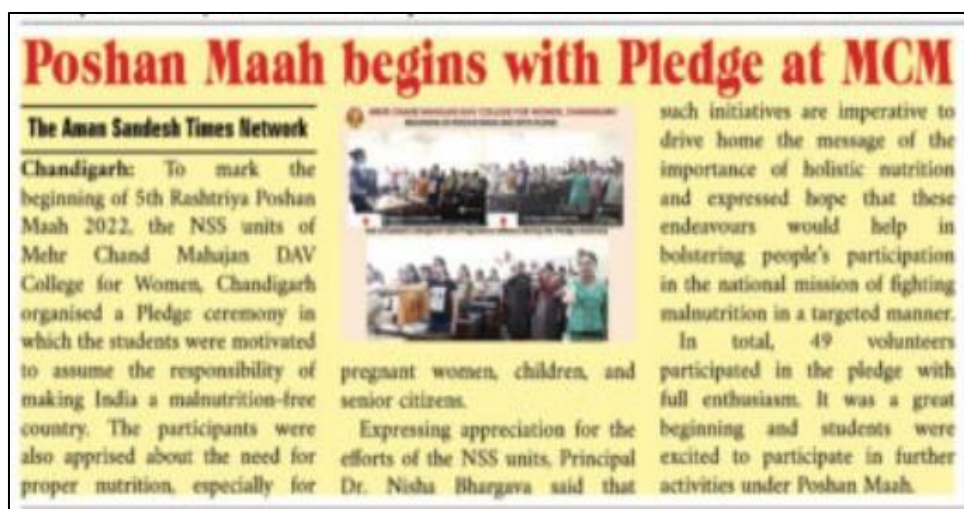 Poshan Maah begins with Pledge at MCM
The Aman Sandesh Times Network
Chandigarh: To mark the
beginning of 5th Rashtriya Poshan
Maah 2022, the NSS units of
Mehr Chand Mahajan DAV
College for Women, Chandigarh
organised a Pledge ceremony in
which the students were motivated
to assume the responsibility of
making India a malnutrition-free
country. The participants were
also apprised about the need for
proper nutrition, especially for
MEHR CHAND MAHAJAN DAV COLLEGE FOR WOMEN, CHANDIGARH
pregnant women, children, and
senior citizens.
Expressing appreciation for the
efforts of the NSS units, Principal
Dr. Nisha Bhargava said that
such initiatives are imperative to
drive home the message of the
importance of holistic nutrition
and expressed hope that these
endeavours would help in
bolstering people's participation
in the national mission of fighting
malnutrition in a targeted manner.
In total, 49 volunteers
participated in the pledge with
full enthusiasm. It was a great
beginning and students were
excited to participate in further
activities under Poshan Maah.